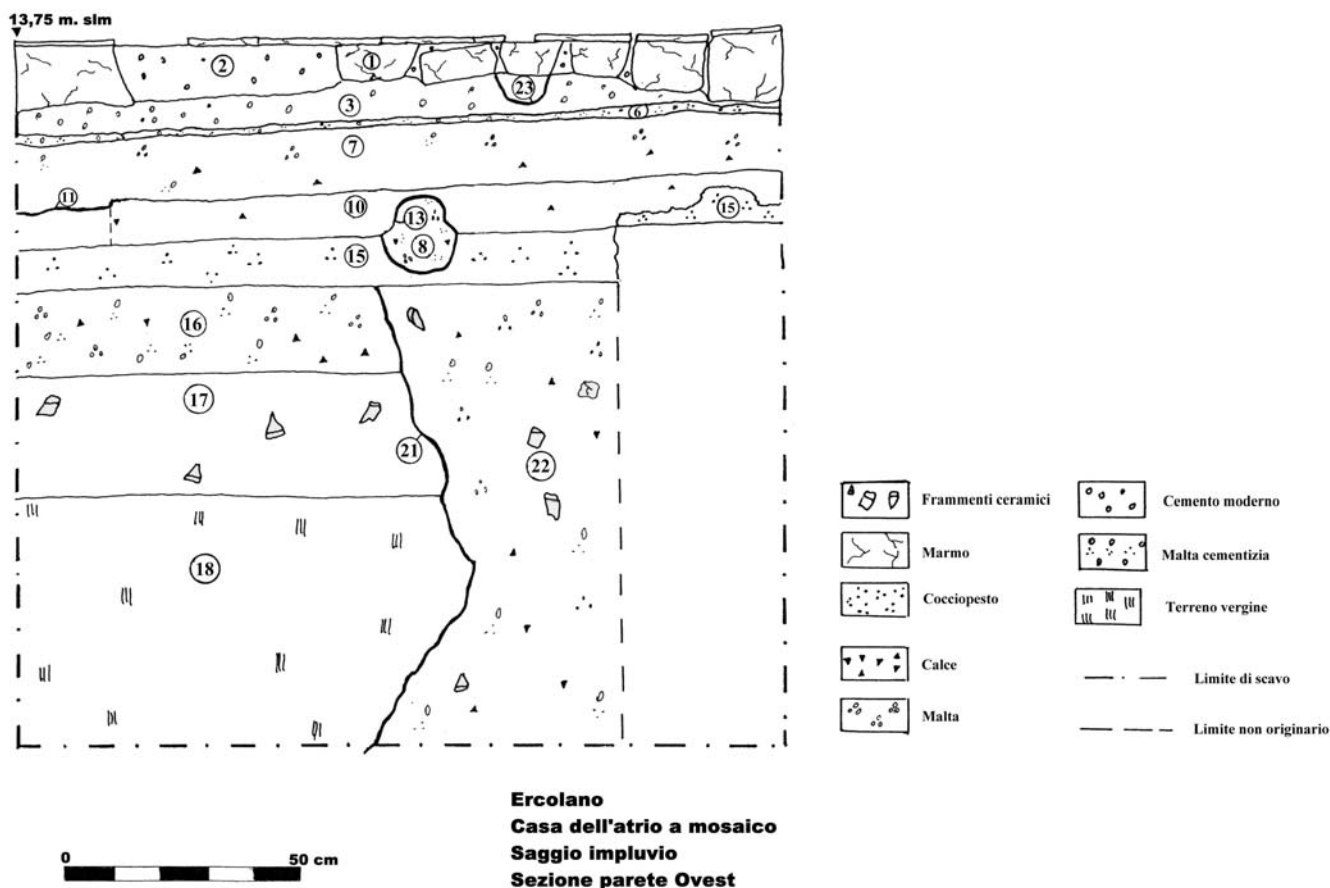 13,75 m. slm
1
2
23
3
6
7
11
10
13
15
8
15
16
17
21
22
18
Frammenti ceramici
Cemento moderno
Marmo
Malta cementizia
Cocciopesto
Terreno vergine
Calce
Limite di scavo
Malta
Limite non originario
Ercolano
Casa dell'atrio a mosaico
Saggio impluvio
Sezione parete Ovest
0 50 cm